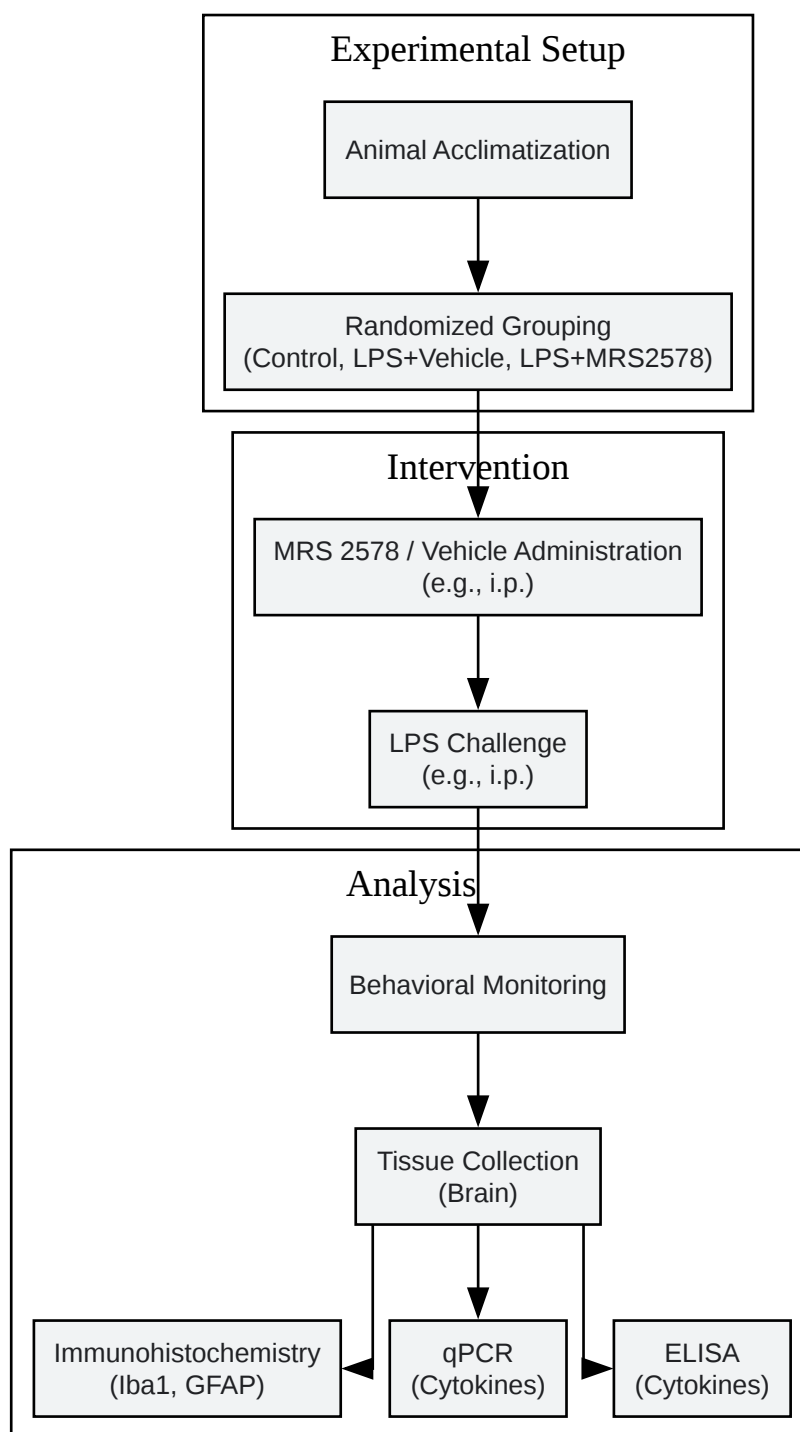 Experimental Setup
Animal Acclimatization
Randomized Grouping
(Control, LPS+Vehicle, LPS+MRS2578)
Intervention
MRS 2578 / Vehicle Administration
(e.g., i.p.)
LPS Challenge
(e.g., i.p.)
Analysis
Behavioral Monitoring
Tissue Collection
(Brain)
Immunohistochemistry
(Iba1, GFAP)
qPCR
(Cytokines)
ELISA
(Cytokines)